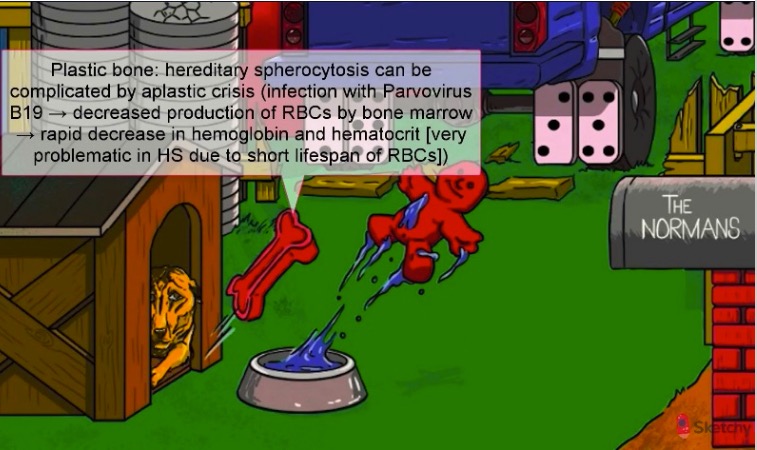 Plastic bone: hereditary spherocytosis can be
complicated by aplastic crisis (infection with Parvovirus
B19 → decreased production of RBCs by bone marrow
→ rapid decrease in hemoglobin and hematocrit [very
problematic in HS due to short lifespan of RBCs])
THE
NORMANS
Sketchy